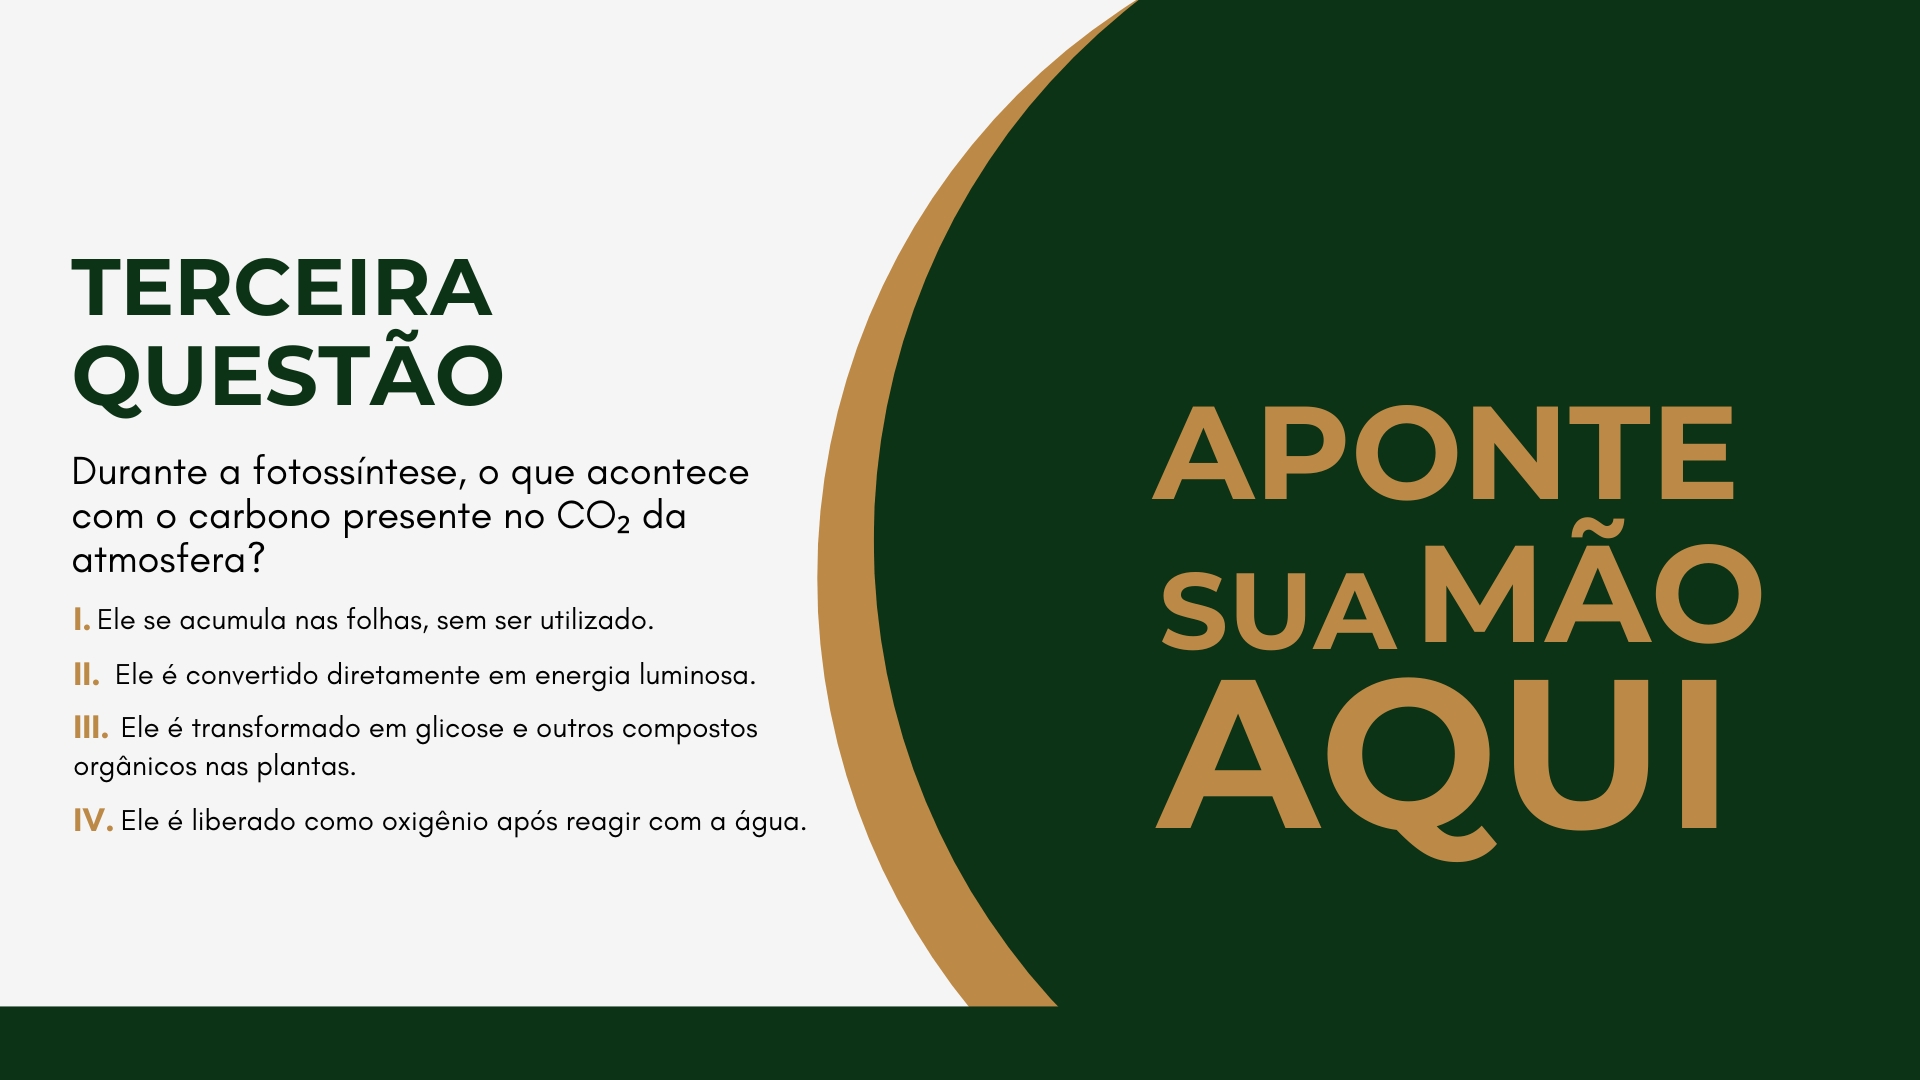 TERCEIRA
QUESTÃO
Durante a fotossíntese, o que acontece
com o carbono presente no CO₂ da
atmosfera?
I. Ele se acumula nas folhas, sem ser utilizado.
II. Ele é convertido diretamente em energia luminosa.
III. Ele é transformado em glicose e outros compostos
orgânicos nas plantas.
IV. Ele é liberado como oxigênio após reagir com a água.
APONTE
SUA MÃO
AQUI